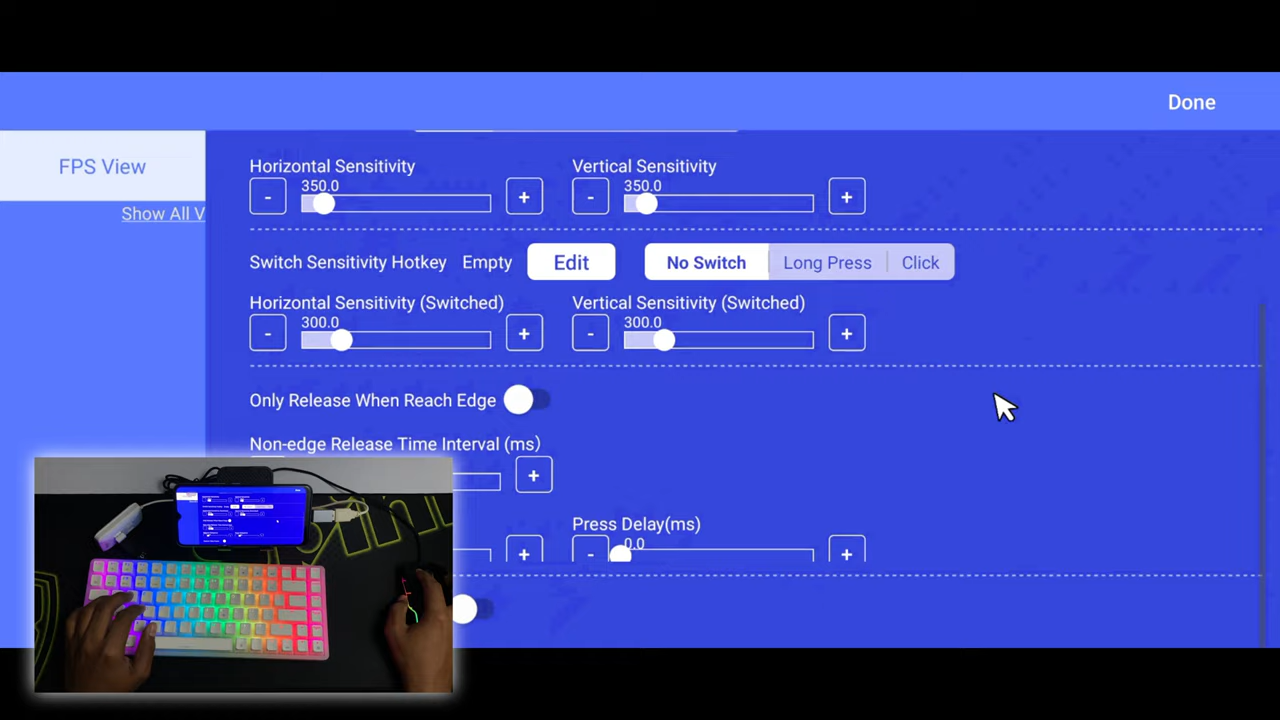 Done
FPS View
Show All V
Horizontal Sensitivity
Vertical Sensitivity
- 350.0 +
- 350.0 +
Switch Sensitivity Hotkey Empty Edit No Switch Long Press Click
Horizontal Sensitivity (Switched)
Vertical Sensitivity (Switched)
- 300.0 +
- 300.0 +
Only Release When Reach Edge
Non-edge Release Time Interval (ms)
+
Press Delay(ms)
+
- 0.0 +